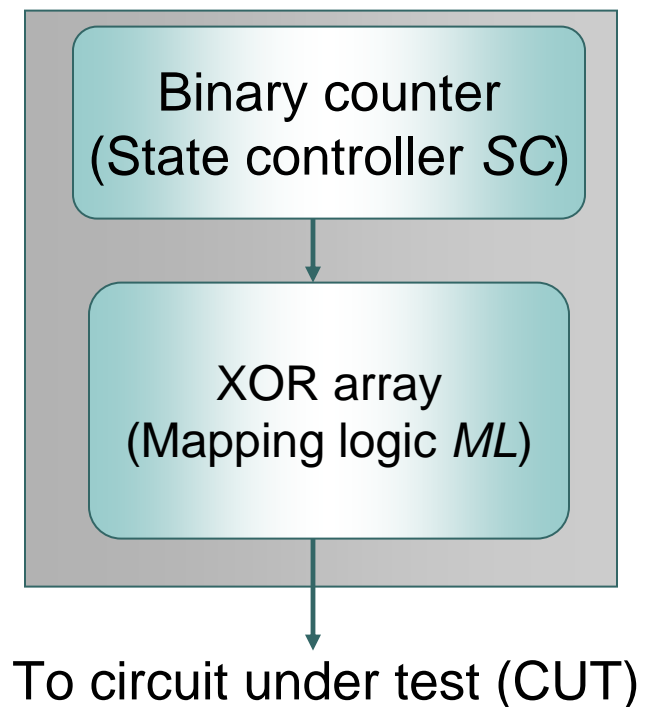 Binary counter
(State controller SC)
XOR array
(Mapping logic ML)
To circuit under test (CUT)